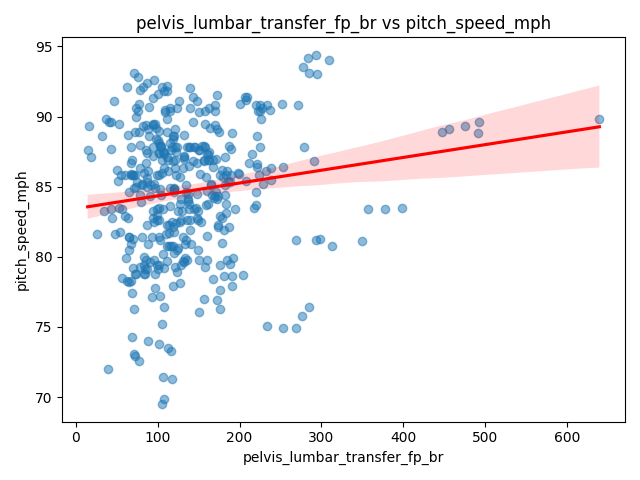 pelvis_lumbar_transfer_fp_br vs pitch_speed_mph
95
90
85
80
75
70
pitch_speed_mph
0 100 200 300 400 500 600
pelvis_lumbar_transfer_fp_br